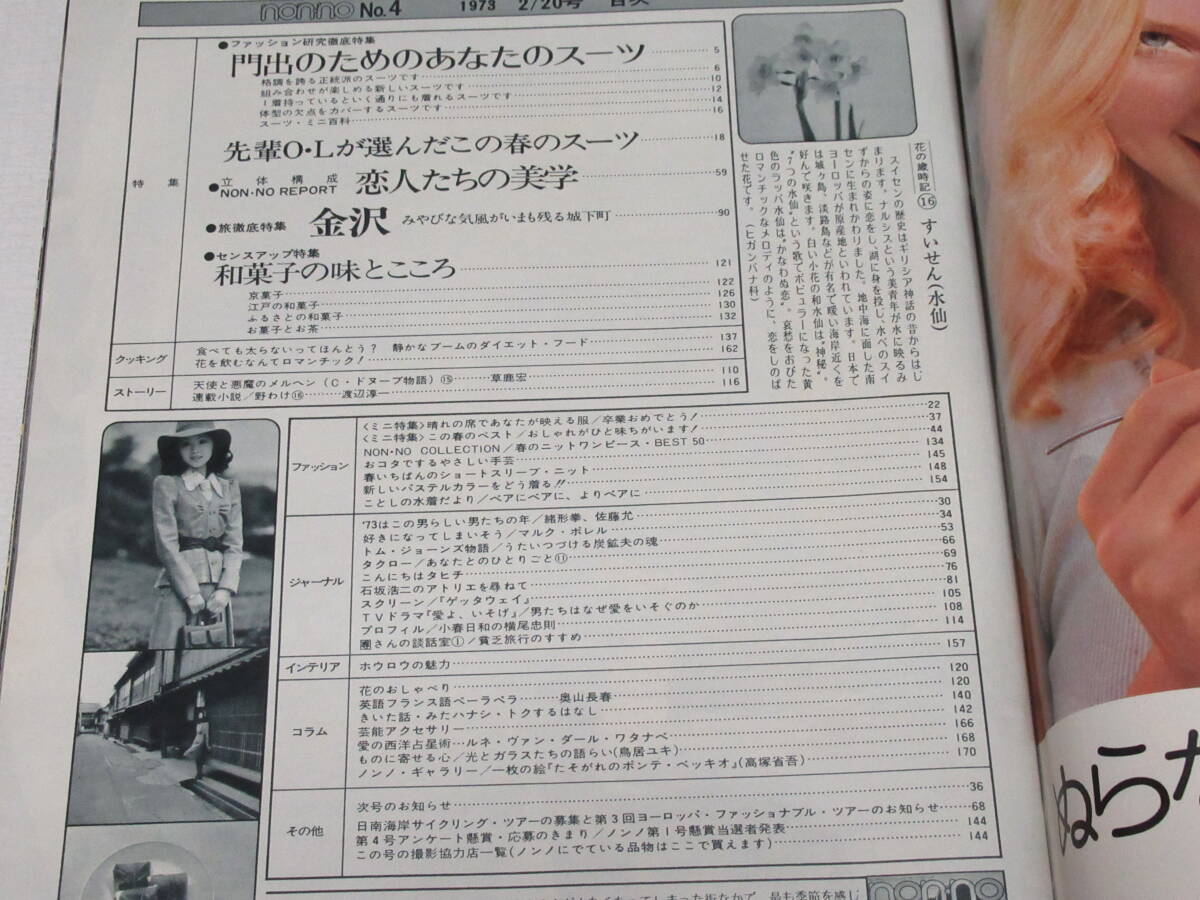 nonno No.4 1973 2/20号 目次
特集
●ファッション研究徹底特集
門出のためのあなたのスーツ 5
格調を誇る正統派のスーツです 6
組み合わせが楽しめる新しいスーツです 10
1着持っているといく通りにも着れるスーツです 12
体型の欠点をカバーするスーツです 14
スーツ・ミニ百科 16
先輩O・Lが選んだこの春のスーツ 18
●立体構成 NON・NO REPORT 恋人たちの美学 59
●旅徹底特集 金沢 みやびな気風がいまも残る城下町 90
●センスアップ特集
和菓子の味とこころ 121
京菓子 122
江戸の和菓子 126
ふるさとの和菓子 130
お菓子とお茶 132
クッキング
食べても太らないってほんとう? 静かなブームのダイエット・フード 137
花を飲むなんてロマンチック! 162
ストーリー
天使と悪魔のメルヘン(C・ドヌーブ物語)⑮ 草鹿宏 110
連載小説/野わけ⑯ 渡辺淳一 116
花の歳時記⑯ すいせん(水仙)
スイセンの歴史はギリシア神話の昔からはじ
まります。ナルシスという美青年が水に映るみ
ずからの姿に恋をし、湖に身を投じ、水べのスイ
センに生まれかわりました。地中海に面した南
ヨーロッパが原産地といわれています。日本で
は城ヶ島、淡路島などが有名で暖い海岸近くを
好んで咲きます。白い小花の和水仙は“神秘”。
“7つの水仙”という歌でポピュラーになった黄
色のラッパ水仙は“かなわぬ恋”。哀愁をおびた
ロマンチックなメロディのように、恋をしのば
せた花です。(ヒガンバナ科)
ファッション
〈ミニ特集〉晴れの席であなたが映える服/卒業おめでとう! 22
〈ミニ特集〉この春のベスト/おしゃれがひと味ちがいます! 37
NON・NO COLLECTION/春のニットワンピース・BEST 50 44
おコタでするやさしい手芸 134
春いちばんのショートスリーブ・ニット 145
新しいパステルカラーをどう着る!! 148
ことしの水着だより/ペアにペアに、よりペアに 154
ジャーナル
'73はこの男らしい男たちの年/緒形拳、佐藤允 30
好きになってしまいそう/マルク・ポレル 34
トム・ジョーンズ物語/うたいつづける炭鉱夫の魂 53
タクロー/あなたとのひとりごと⑪ 66
こんにちはタヒチ 69
石坂浩二のアトリエを尋ねて 76
スクリーン/『ゲッタウェイ』 81
TVドラマ『愛よ、いそげ』/男たちはなぜ愛をいそぐのか 105
プロフィル/小春日和の横尾忠則 108
圏さんの談話室①/貧乏旅行のすすめ 114
インテリア
ホウロウの魅力 157
コラム
花のおしゃべり 120
英語フランス語ペーラペラ 奥山長春 120
きいた話・みたハナシ・トクするはなし 140
芸能アクセサリー 142
愛の西洋占星術…ルネ・ヴァン・ダール・ワタナベ 166
ものに寄せる心/光とガラスたちの語らい(鳥居ユキ) 168
ノンノ・ギャラリー/一枚の絵『たそがれのポンテ・ベッキオ』(高塚省吾) 170
その他
次号のお知らせ 36
日南海岸サイクリング・ツアーの募集と第3回ヨーロッパ・ファッショナブル・ツアーのお知らせ 68
第4号アンケート懸賞・応募のきまり/ノンノ第1号懸賞当選者発表 144
この号の撮影協力店一覧(ノンノにでている品物はここで買えます) 144
non・no
ぬらな